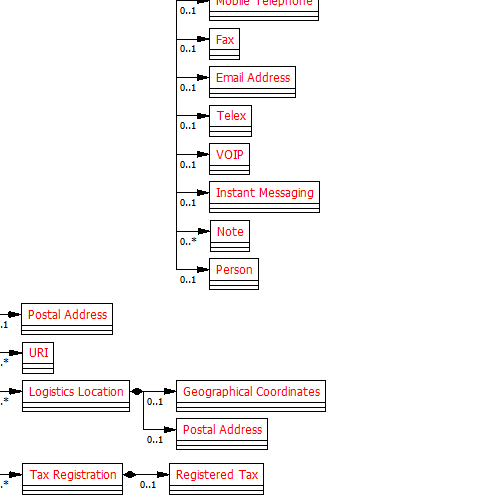 Mobile Telephone
0..1
Fax
0..1
Email Address
0..1
Telex
0..1
VOIP
0..1
Instant Messaging
0..1
Note
0..*
Person
0..1
Postal Address
.1
URI
.*
Logistics Location
.*
Geographical Coordinates
0..1
Postal Address
0..1
Tax Registration
.*
Registered Tax
0..1